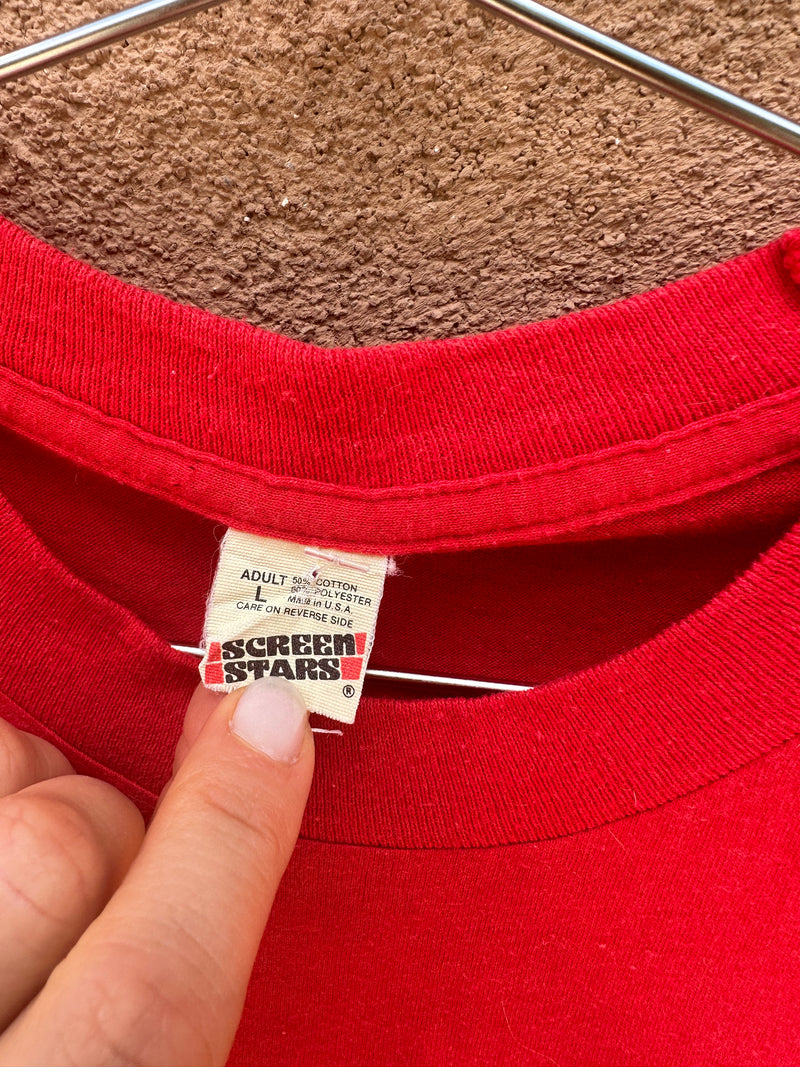 ADULT 50% COTTON
L 50% POLYESTER
MADE in U.S.A.
CARE ON REVERSE SIDE
SCREEN
STARS
®